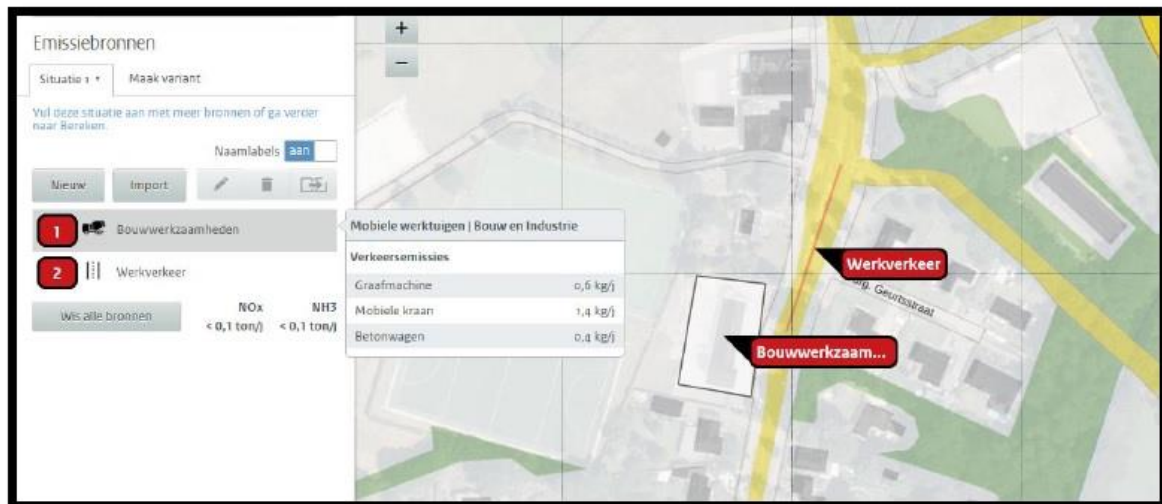 Emissiebronnen
Situatie 1
Maak variant
Vul deze situatie aan met meer bronnen of ga verder
naar Bereken.
Naamlabels aan
Nieuw
Import
1 Bouwwerkzaamheden
2 Werkverkeer
Wis alle bronnen
NOx NH3
< 0,1 ton/j < 0,1 ton/j
Mobiele werktuigen | Bouw en Industrie
Verkeersemissies
Graafmachine 0,6 kg/j
Mobiele kraan 1,4 kg/j
Betonwagen 0,4 kg/j
+
−
Werkverkeer
Geurtsstraat
Bouwwerkzaam...